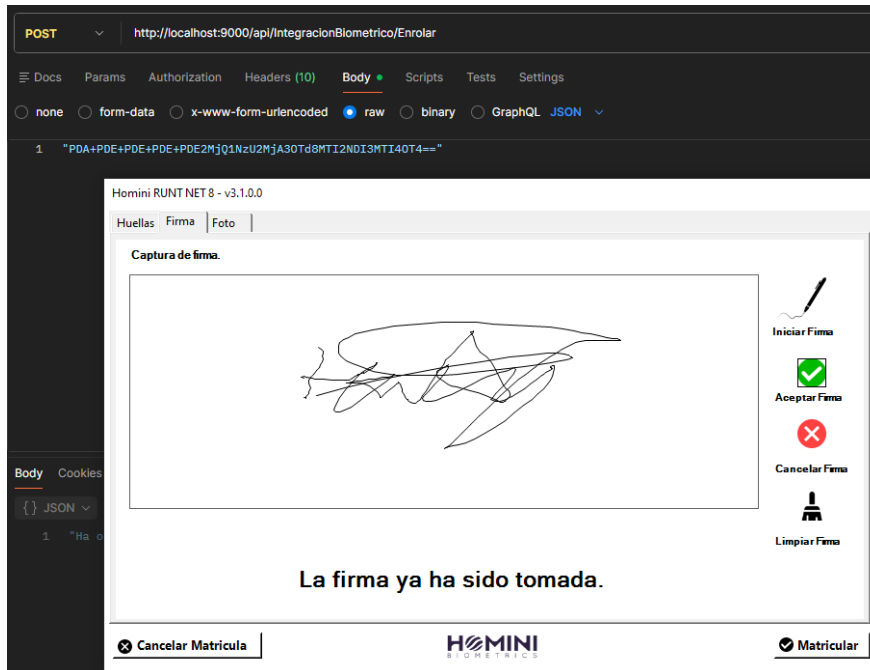 POST http://localhost:9000/api/IntegracionBiometrico/Enrolar
Docs Params Authorization Headers (10) Body Scripts Tests Settings
none form-data x-www-form-urlencoded raw binary GraphQL JSON
1 "PDA+PDE+PDE+PDE+PDE2MjQ1NzU2MjA3OTd8MTI2NDI3MTI4OT4=="
Homini RUNT NET 8 - v3.1.0.0
Huellas Firma Foto
Captura de firma.
Iniciar Firma
Aceptar Firma
Cancelar Firma
Limpiar Firma
Body Cookies
{} JSON
1 "Ha o
La firma ya ha sido tomada.
Cancelar Matricula
HOMINI
BIOMETRICS
Matricular